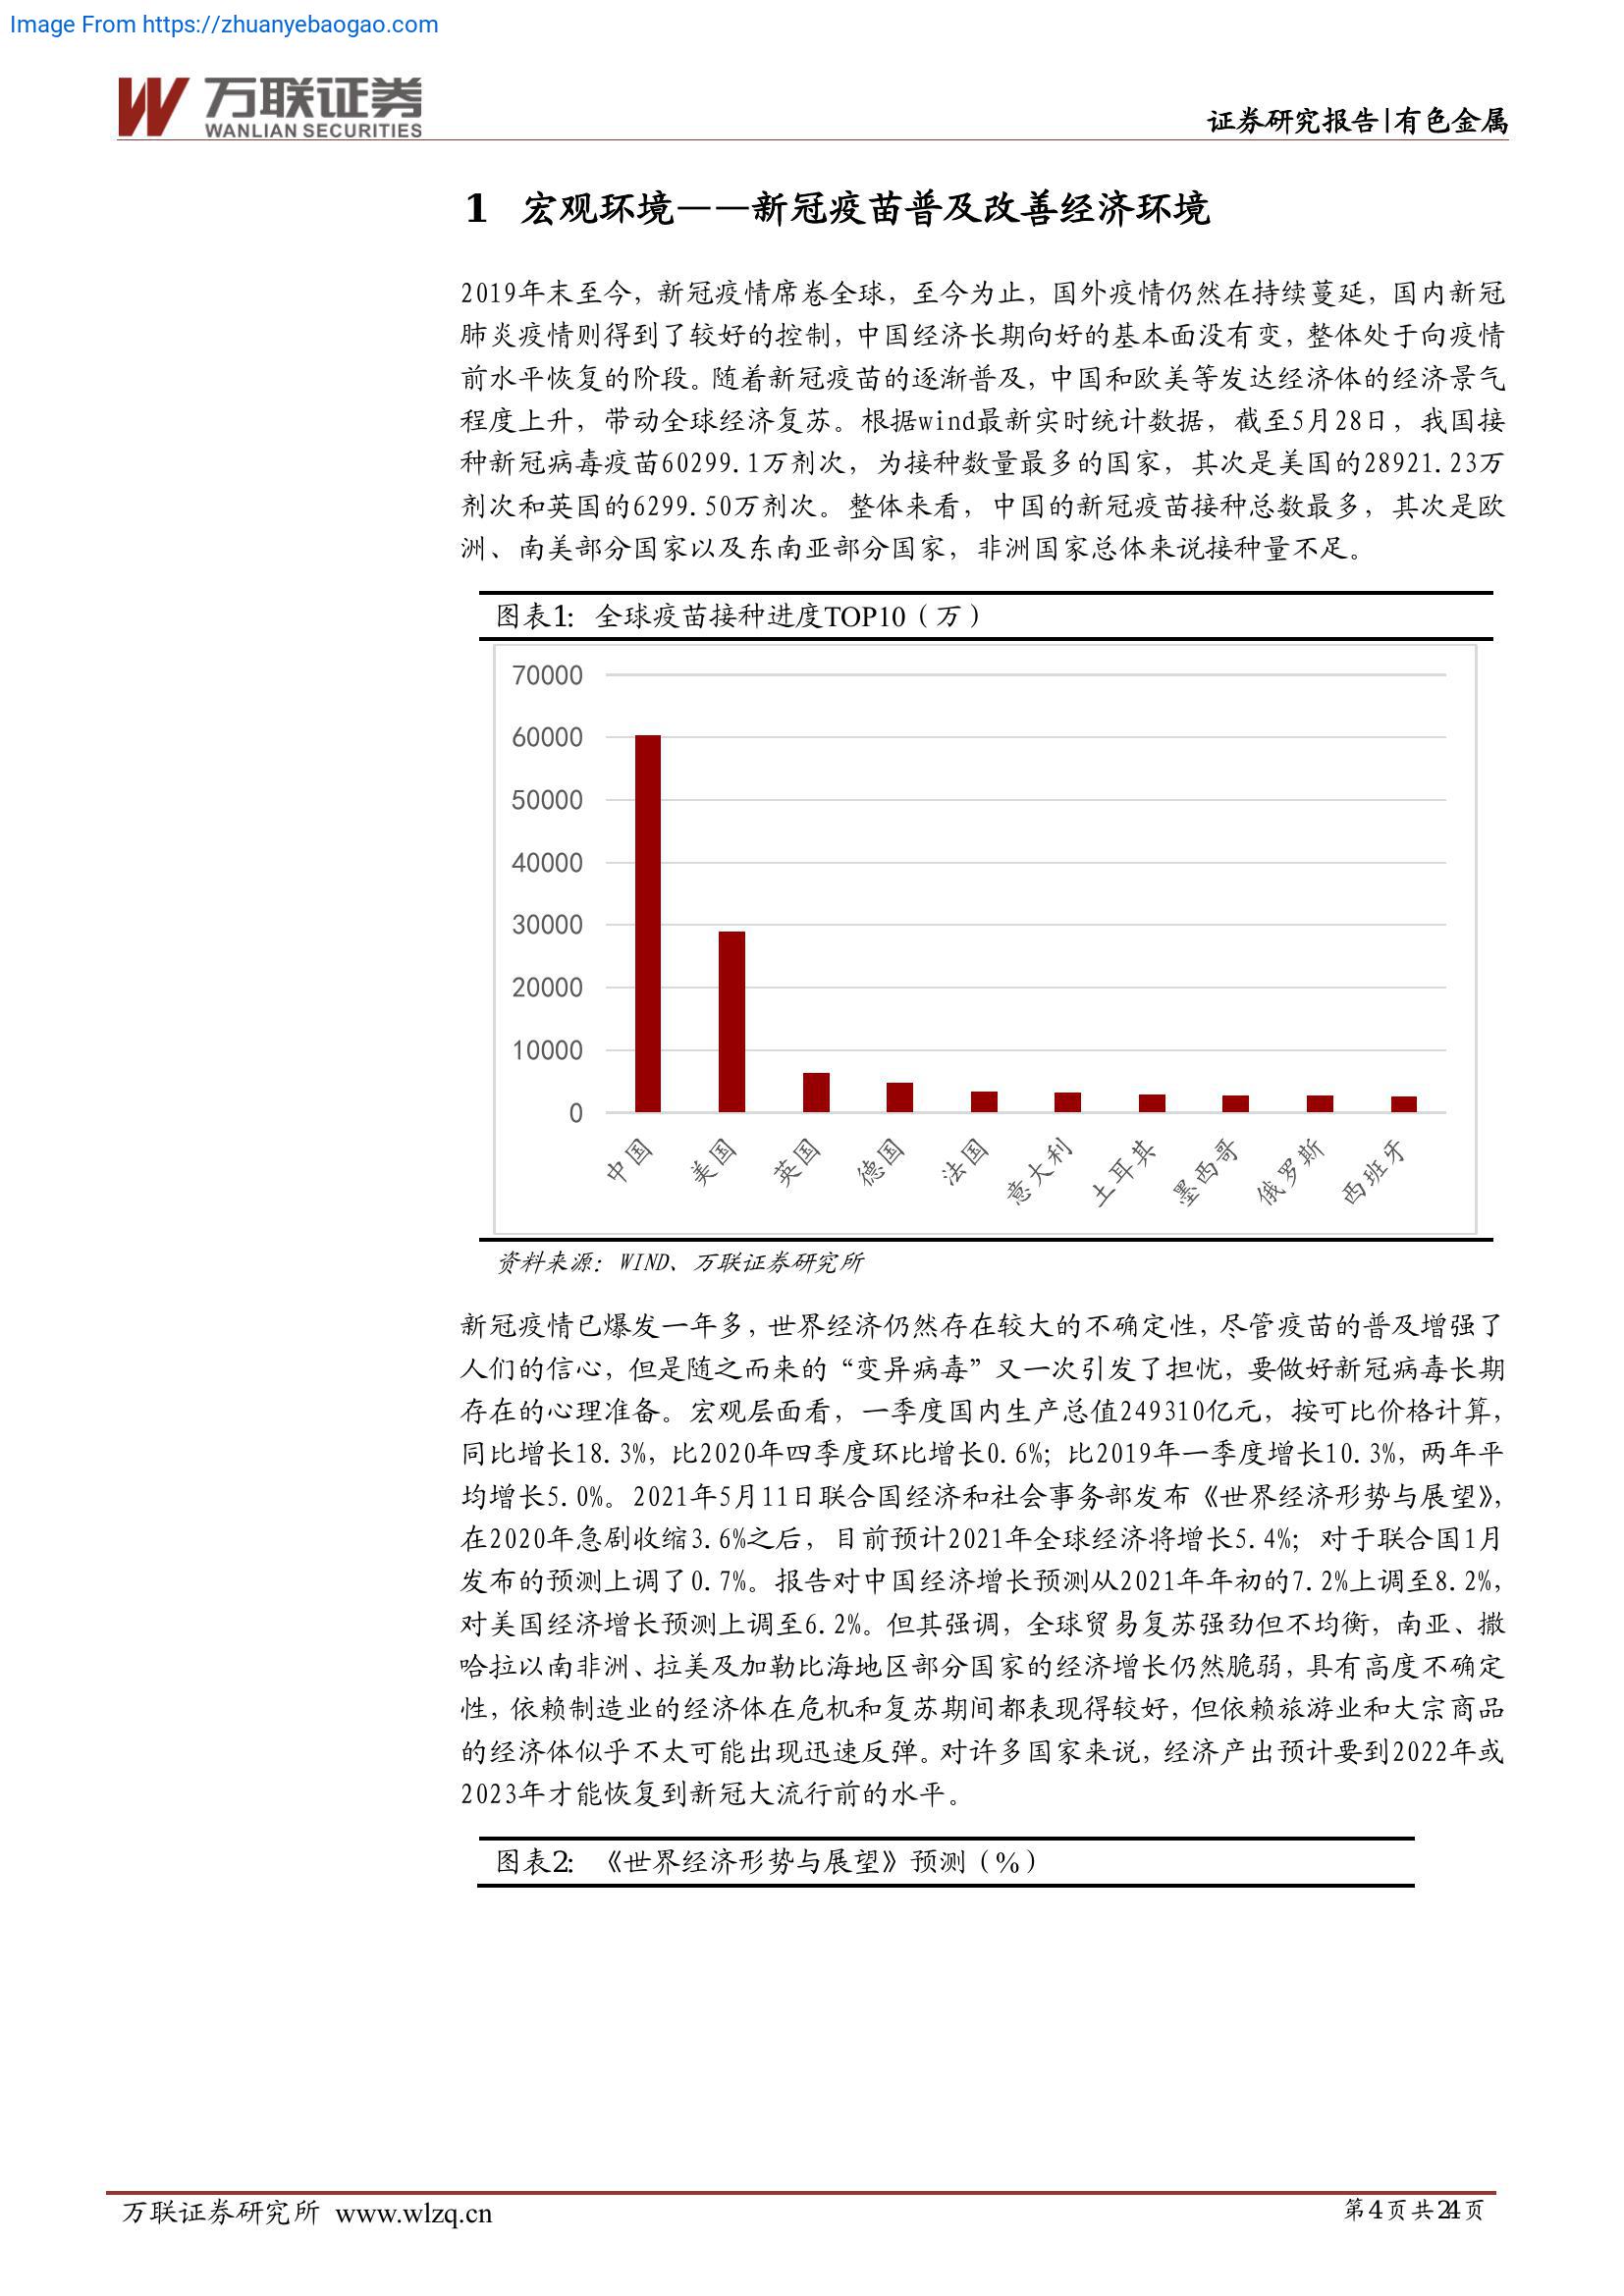 Image From https://zhuanyebaogao.com
万联证券
WANLIAN SECURITIES
证券研究报告|有色金属
1 宏观环境——新冠疫苗普及改善经济环境
2019年末至今，新冠疫情席卷全球，至今为止，国外疫情仍然在持续蔓延，国内新冠
肺炎疫情则得到了较好的控制，中国经济长期向好的基本面没有变，整体处于向疫情
前水平恢复的阶段。随着新冠疫苗的逐渐普及，中国和欧美等发达经济体的经济景气
程度上升，带动全球经济复苏。根据wind最新实时统计数据，截至5月28日，我国接
种新冠病毒疫苗60299.1万剂次，为接种数量最多的国家，其次是美国的28921.23万
剂次和英国的6299.50万剂次。整体来看，中国的新冠疫苗接种总数最多，其次是欧
洲、南美部分国家以及东南亚部分国家，非洲国家总体来说接种量不足。
图表1: 全球疫苗接种进度TOP10（万）
70000
60000
50000
40000
30000
20000
10000
0
中国
美国
英国
德国
法国
意大利
土耳其
墨西哥
俄罗斯
西班牙
资料来源：WIND、万联证券研究所
新冠疫情已爆发一年多，世界经济仍然存在较大的不确定性，尽管疫苗的普及增强了
人们的信心，但是随之而来的“变异病毒”又一次引发了担忧，要做好新冠病毒长期
存在的心理准备。宏观层面看，一季度国内生产总值249310亿元，按可比价格计算，
同比增长18.3%，比2020年四季度环比增长0.6%；比2019年一季度增长10.3%，两年平
均增长5.0%。2021年5月11日联合国经济和社会事务部发布《世界经济形势与展望》，
在2020年急剧收缩3.6%之后，目前预计2021年全球经济将增长5.4%；对于联合国1月
发布的预测上调了0.7%。报告对中国经济增长预测从2021年年初的7.2%上调至8.2%，
对美国经济增长预测上调至6.2%。但其强调，全球贸易复苏强劲但不均衡，南亚、撒
哈拉以南非洲、拉美及加勒比海地区部分国家的经济增长仍然脆弱，具有高度不确定
性，依赖制造业的经济体在危机和复苏期间都表现得较好，但依赖旅游业和大宗商品
的经济体似乎不太可能出现迅速反弹。对许多国家来说，经济产出预计要到2022年或
2023年才能恢复到新冠大流行前的水平。
图表2: 《世界经济形势与展望》预测（%）
万联证券研究所 www.wlzq.cn
第4页共24页